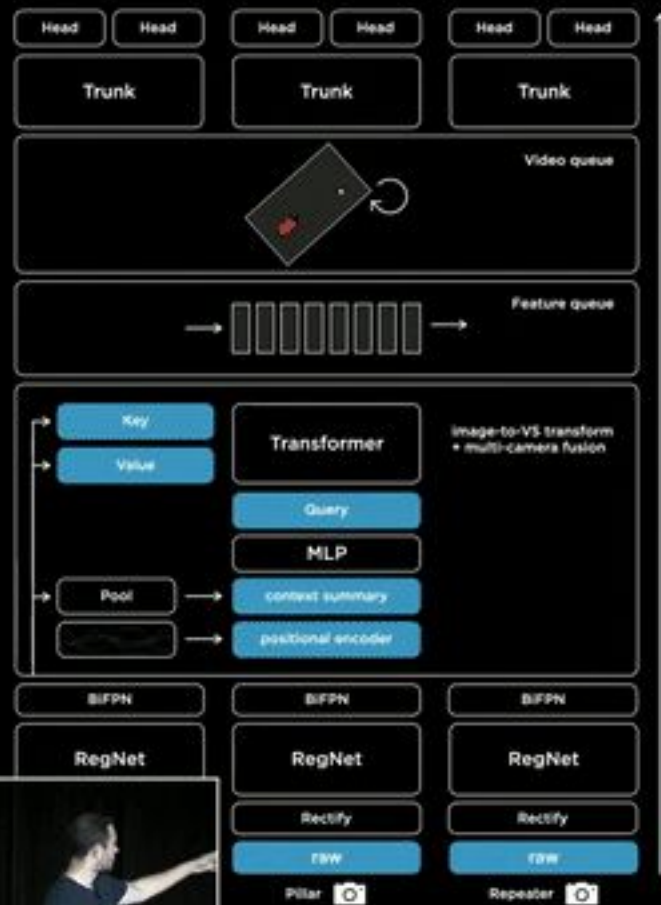 Head Head Head Head Head Head
Trunk Trunk Trunk
Video queue
Feature queue
Key
Value
Transformer
image-to-VS transform
+ multi-camera fusion
Query
MLP
Pool
context summary
positional encoder
BiFPN BiFPN BiFPN
RegNet RegNet RegNet
Rectify Rectify
raw raw
Pillar Repeater